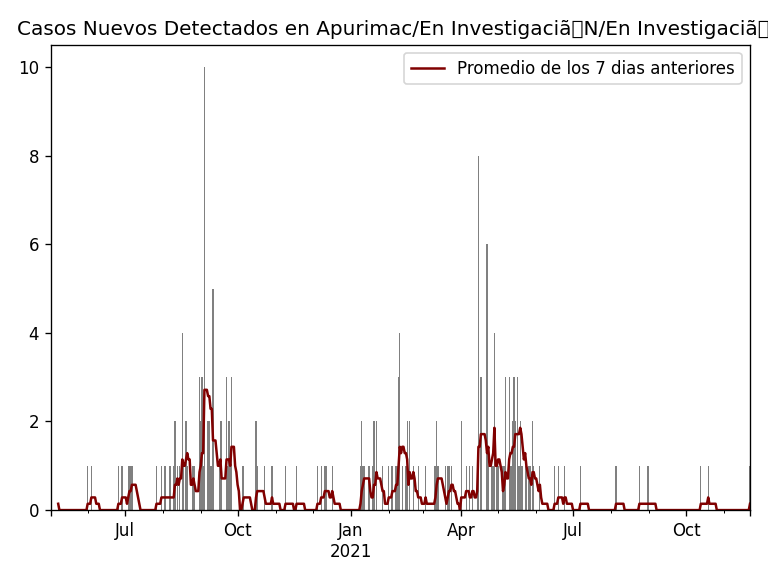 Casos Nuevos Detectados en Apurimac/En Investigaciã▯N/En Investigaciã▯
Promedio de los 7 dias anteriores
10
8
6
4
2
0
Jul Oct Jan Apr Jul Oct
2021